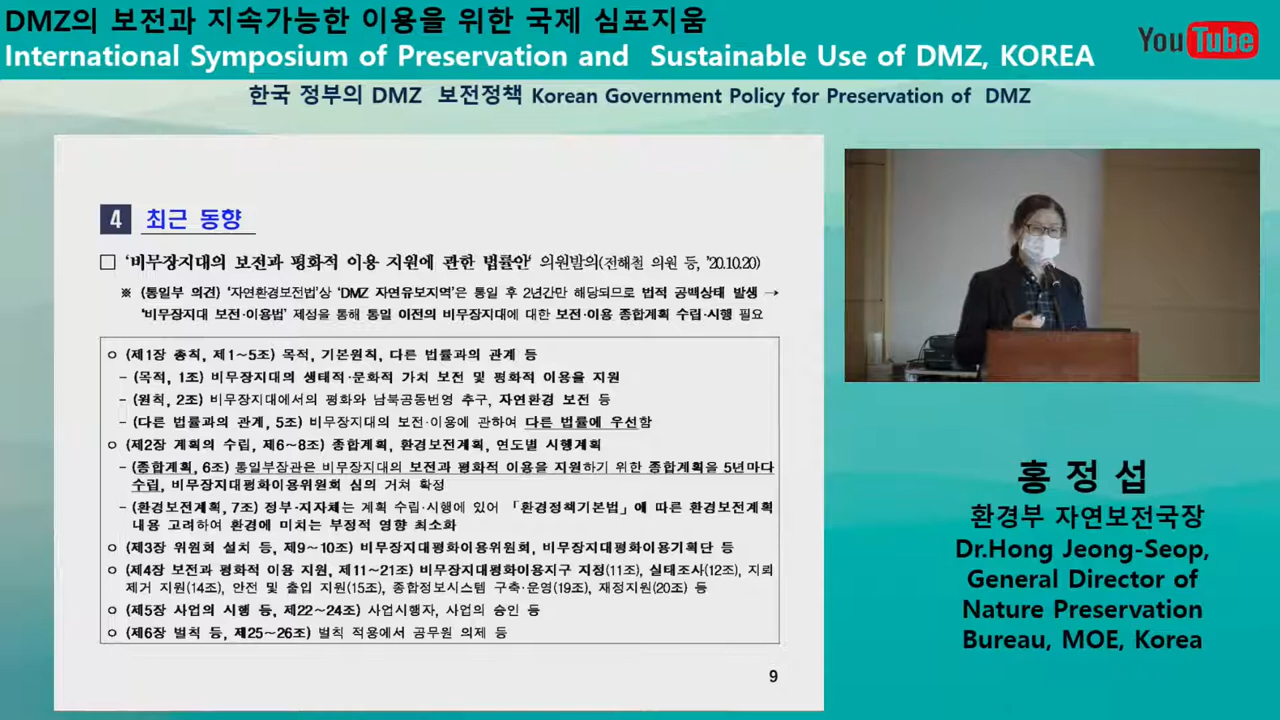 DMZ의 보전과 지속가능한 이용을 위한 국제 심포지움
International Symposium of Preservation and Sustainable Use of DMZ, KOREA
YouTube
한국 정부의 DMZ 보전정책 Korean Government Policy for Preservation of DMZ
4 최근 동향
□ '비무장지대의 보전과 평화적 이용 지원에 관한 법률안' 의원발의(전해철 의원 등, '20.10.20)
※ (통일부 의견) '자연환경보전법'상 'DMZ 자연유보지역'은 통일 후 2년간만 해당되므로 법적 공백상태 발생 →
'비무장지대 보전·이용법' 제정을 통해 통일 이전의 비무장지대에 대한 보전·이용 종합계획 수립·시행 필요
ㅇ (제1장 총칙, 제1~5조) 목적, 기본원칙, 다른 법률과의 관계 등
- (목적, 1조) 비무장지대의 생태적·문화적 가치 보전 및 평화적 이용을 지원
- (원칙, 2조) 비무장지대에서의 평화와 남북공동번영 추구, 자연환경 보전 등
- (다른 법률과의 관계, 5조) 비무장지대의 보전·이용에 관하여 다른 법률에 우선함
ㅇ (제2장 계획의 수립, 제6~8조) 종합계획, 환경보전계획, 연도별 시행계획
- (종합계획, 6조) 통일부장관은 비무장지대의 보전과 평화적 이용을 지원하기 위한 종합계획을 5년마다
수립, 비무장지대평화이용위원회 심의 거쳐 확정
- (환경보전계획, 7조) 정부·지자체는 계획 수립·시행에 있어 「환경정책기본법」에 따른 환경보전계획
내용 고려하여 환경에 미치는 부정적 영향 최소화
ㅇ (제3장 위원회 설치 등, 제9~10조) 비무장지대평화이용위원회, 비무장지대평화이용기획단 등
ㅇ (제4장 보전과 평화적 이용 지원, 제11~21조) 비무장지대평화이용지구 지정(11조), 실태조사(12조), 지뢰
제거 지원(14조), 안전 및 출입 지원(15조), 종합정보시스템 구축·운영(19조), 재정지원(20조) 등
ㅇ (제5장 사업의 시행 등, 제22~24조) 사업시행자, 사업의 승인 등
ㅇ (제6장 벌칙 등, 제25~26조) 벌칙 적용에서 공무원 의제 등
9
홍 정 섭
환경부 자연보전국장
Dr.Hong Jeong-Seop,
General Director of
Nature Preservation
Bureau, MOE, Korea